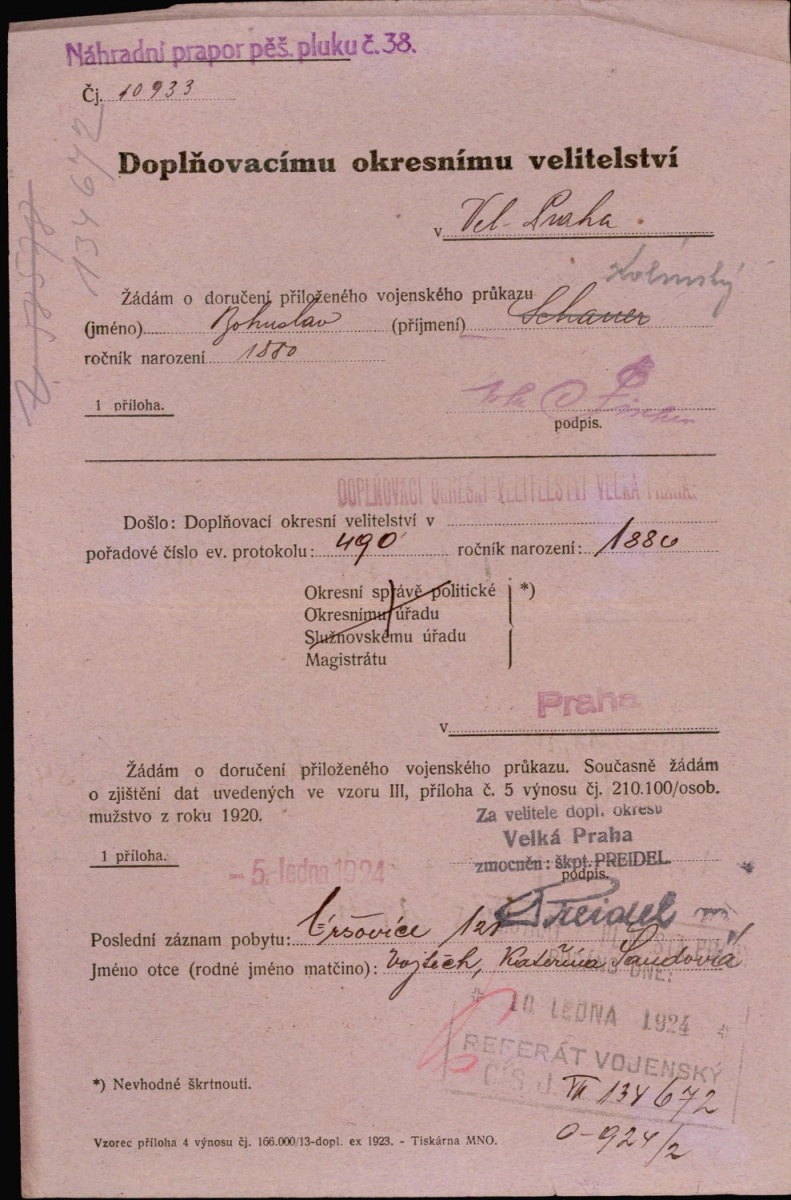 Náhradní prapor pěš. pluku č. 38.
Čj. 10933
134672
Doplňovacímu okresnímu velitelství
v Vel. Praha
Kolínský
Žádám o doručení přiloženého vojenského průkazu
(jméno) Bohuslav (příjmení) Schauer
ročník narození 1880
1 příloha.
podpis.
DOPLŇOVACÍ OKRESNÍ VELITELSTVÍ VELKÁ PRAHA.
Došlo: Doplňovací okresní velitelství v
pořadové číslo ev. protokolu: 490 ročník narození: 1880
Okresní správě politické
Okresnímu úřadu
Služnovskému úřadu
Magistrátu
*)
Praha
v
Žádám o doručení přiloženého vojenského průkazu. Současně žádám
o zjištění dat uvedených ve vzoru III, příloha č. 5 výnosu čj. 210.100/osob.
mužstvo z roku 1920.
Za velitele dopl. okresu
Velká Praha
1 příloha.
zmocněn: škpt. PREIDEL.
podpis.
- 5. ledna 1924
Preidel
Poslední záznam pobytu: Vršovice
Jméno otce (rodné jméno matčino): Vojtěch, Kateřina
DNE:
10. LEDNA 1924
REFERÁT VOJENSKÝ
ČÍS. J.
*) Nevhodné škrtnouti.
VII 134672
0-924/2
Vzorec příloha 4 výnosu čj. 166.000/13-dopl. ex 1923. - Tiskárna MNO.